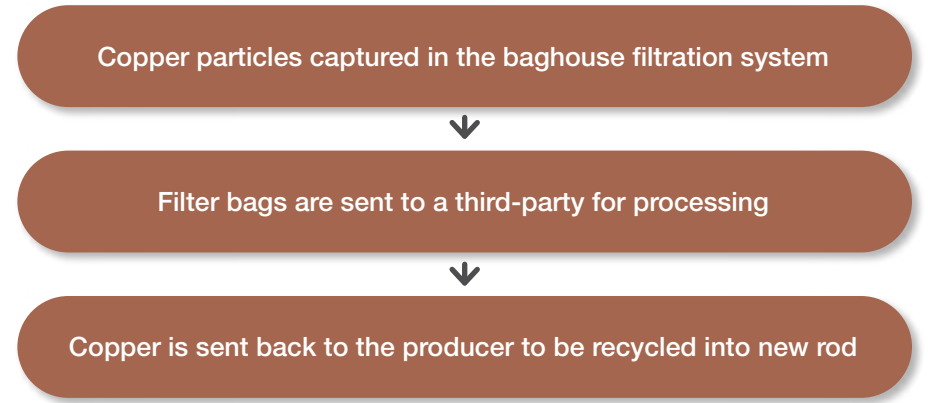 Copper particles captured in the baghouse filtration system
Filter bags are sent to a third-party for processing
Copper is sent back to the producer to be recycled into new rod